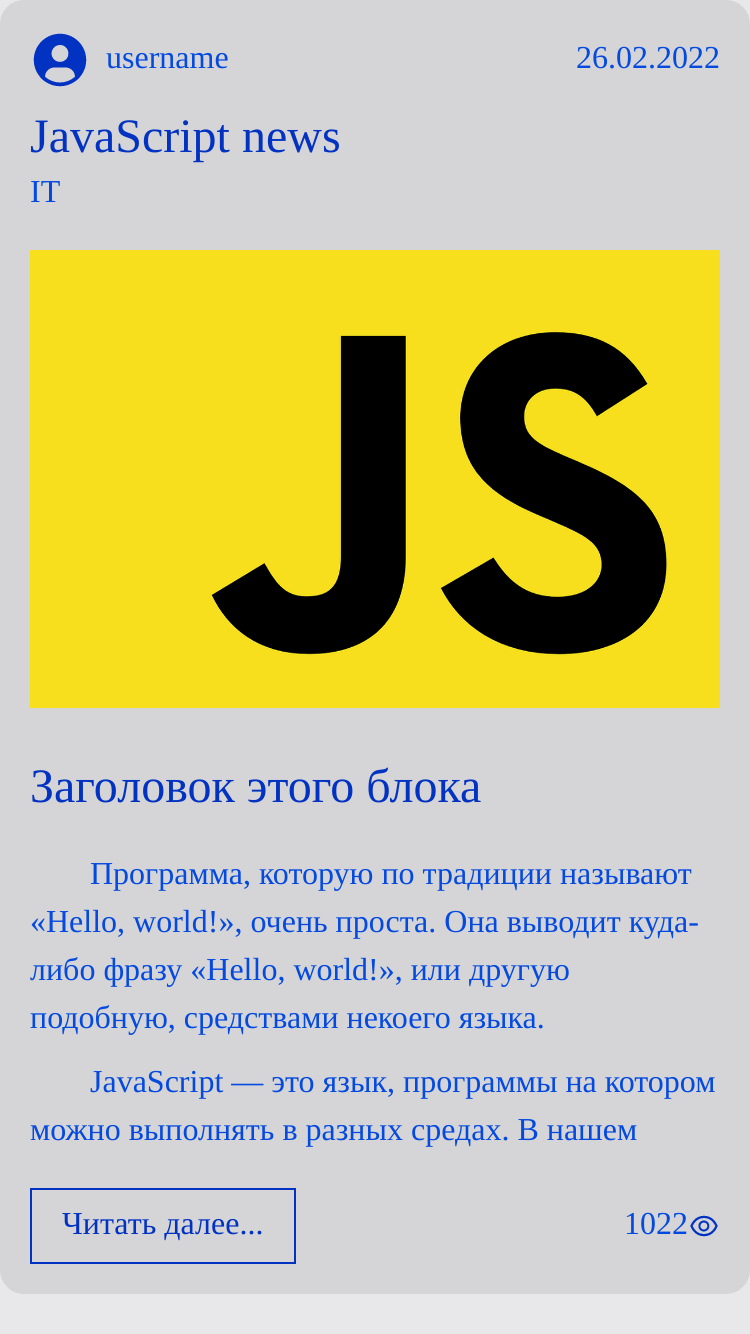 username
26.02.2022
JavaScript news
IT
JS
Заголовок этого блока
Программа, которую по традиции называют
«Hello, world!», очень проста. Она выводит куда-
либо фразу «Hello, world!», или другую
подобную, средствами некоего языка.
JavaScript — это язык, программы на котором
можно выполнять в разных средах. В нашем
Читать далее...
1022